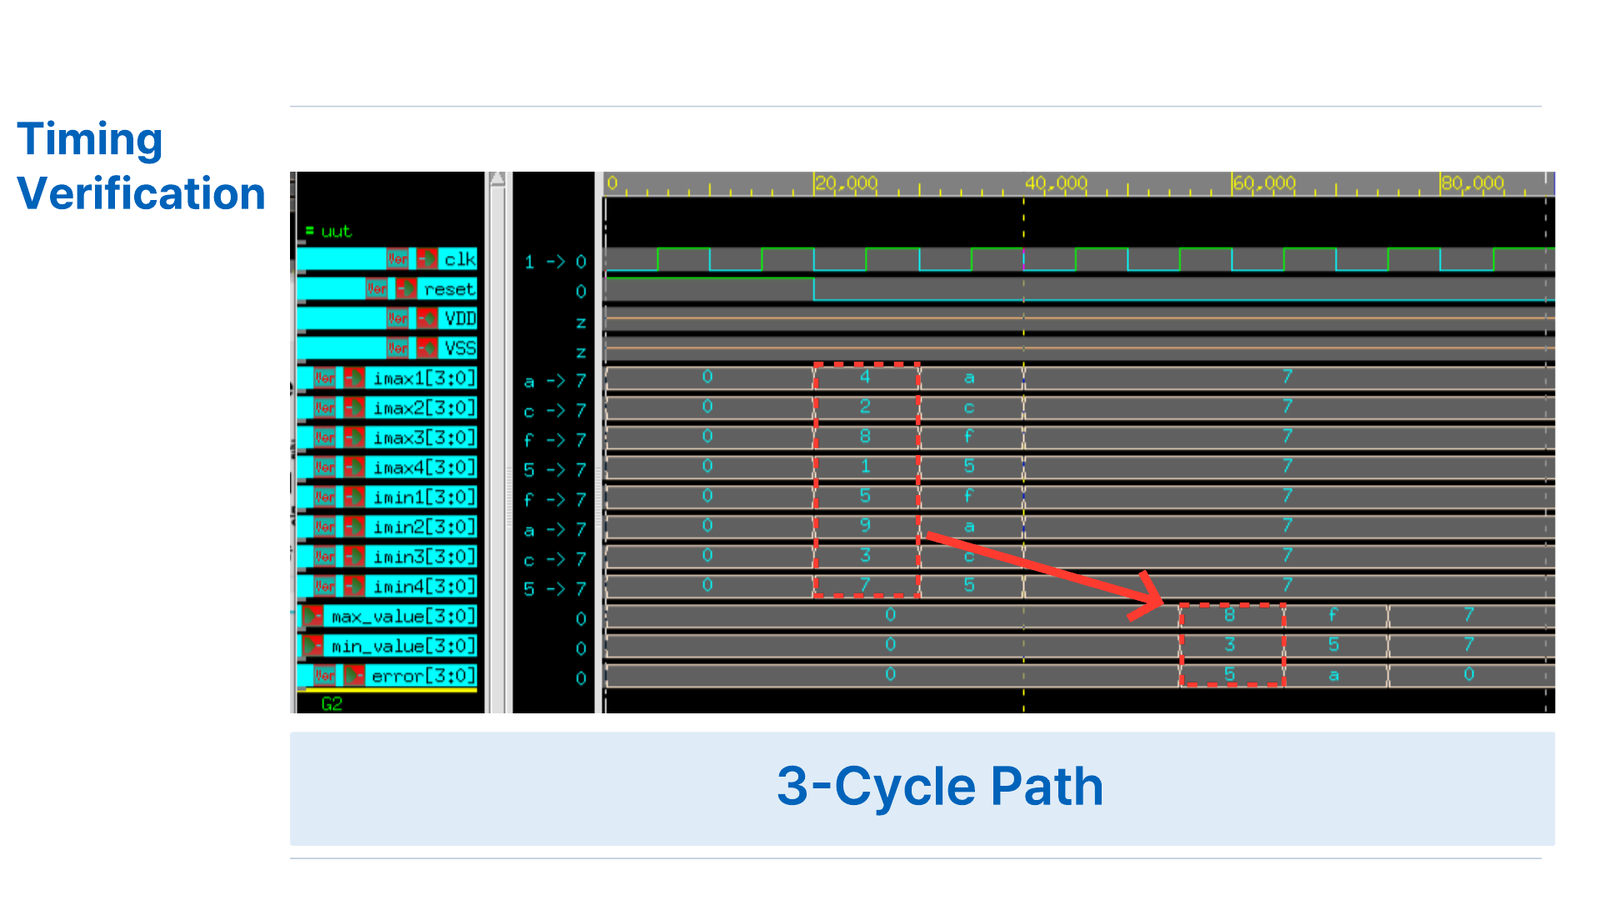 Timing
Verification
0 20,000 40,000 60,000 80,000
= uut
clk 1 -> 0
reset 0
VDD z
VSS z
imax1[3:0] a -> 7 0 4 a 7
imax2[3:0] c -> 7 0 2 c 7
imax3[3:0] f -> 7 0 8 f 7
imax4[3:0] 5 -> 7 0 1 5 7
imin1[3:0] f -> 7 0 5 f 7
imin2[3:0] a -> 7 0 9 a 7
imin3[3:0] c -> 7 0 3 c 7
imin4[3:0] 5 -> 7 0 7 5 7
max_value[3:0] 0 0 8 f 7
min_value[3:0] 0 0 3 5 7
error[3:0] 0 0 5 a 0
G2
3-Cycle Path